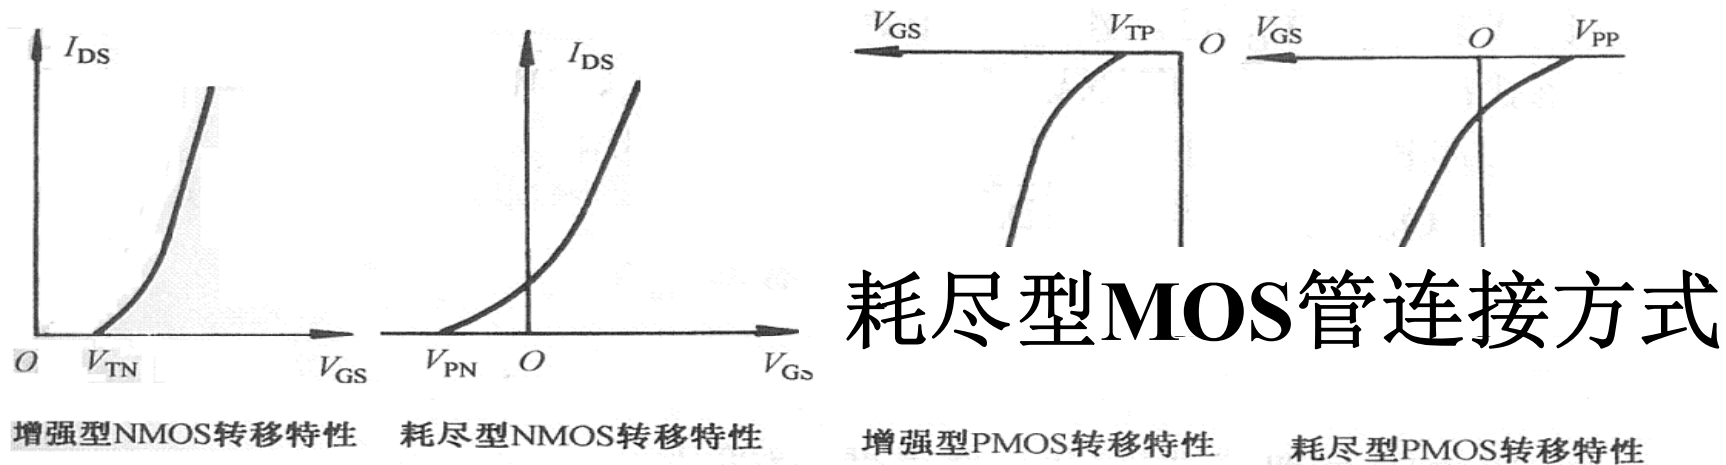 I_DS
O V_TN V_GS
增强型NMOS转移特性
I_DS
V_PN O V_GS
耗尽型NMOS转移特性
V_GS V_TP O
V_GS O V_PP
耗尽型MOS管连接方式
增强型PMOS转移特性
耗尽型PMOS转移特性